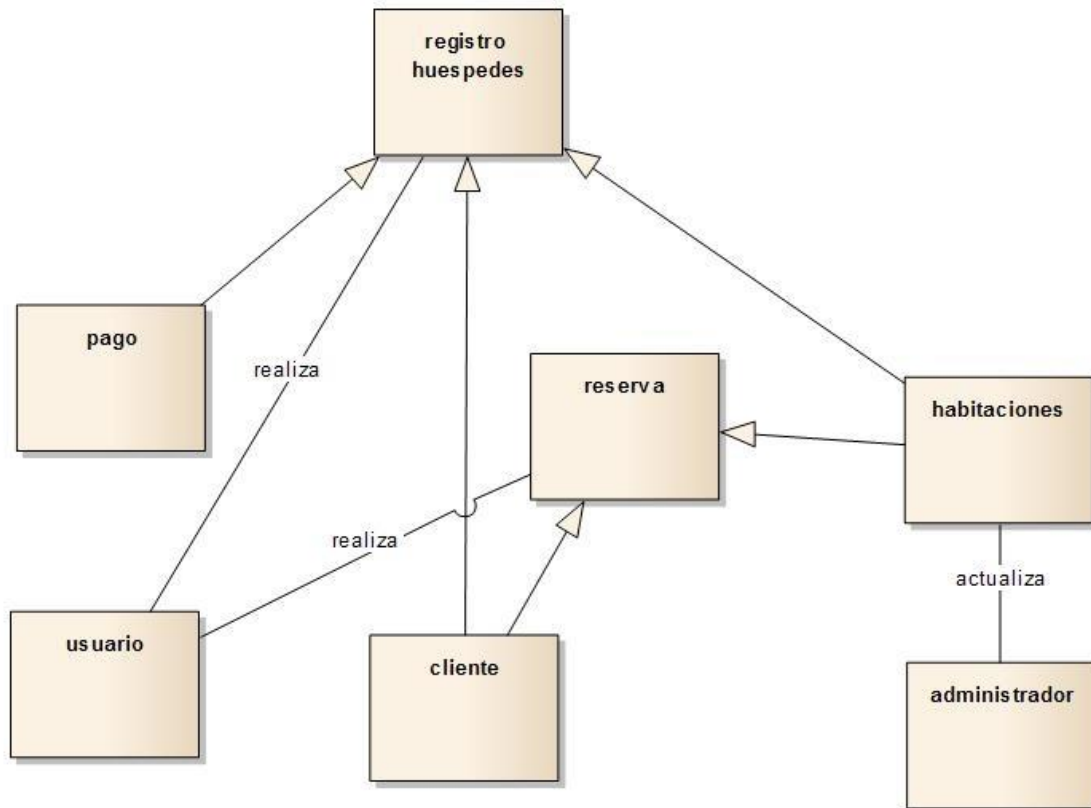 registro
huespedes
pago
realiza
reserva
habitaciones
realiza
actualiza
usuario
cliente
administrador